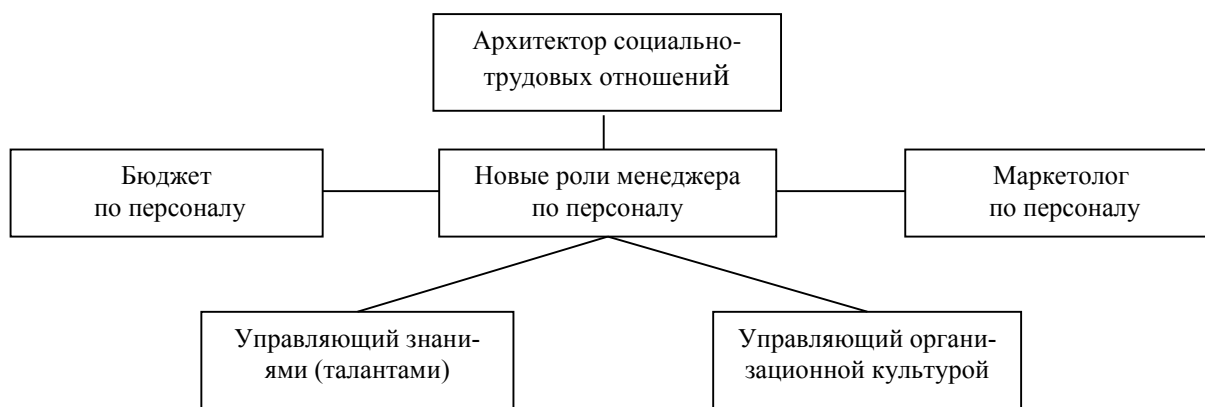 Архитектор социально-
трудовых отношений
Бюджет
по персоналу
Новые роли менеджера
по персоналу
Маркетолог
по персоналу
Управляющий знани-
ями (талантами)
Управляющий органи-
зационной культурой